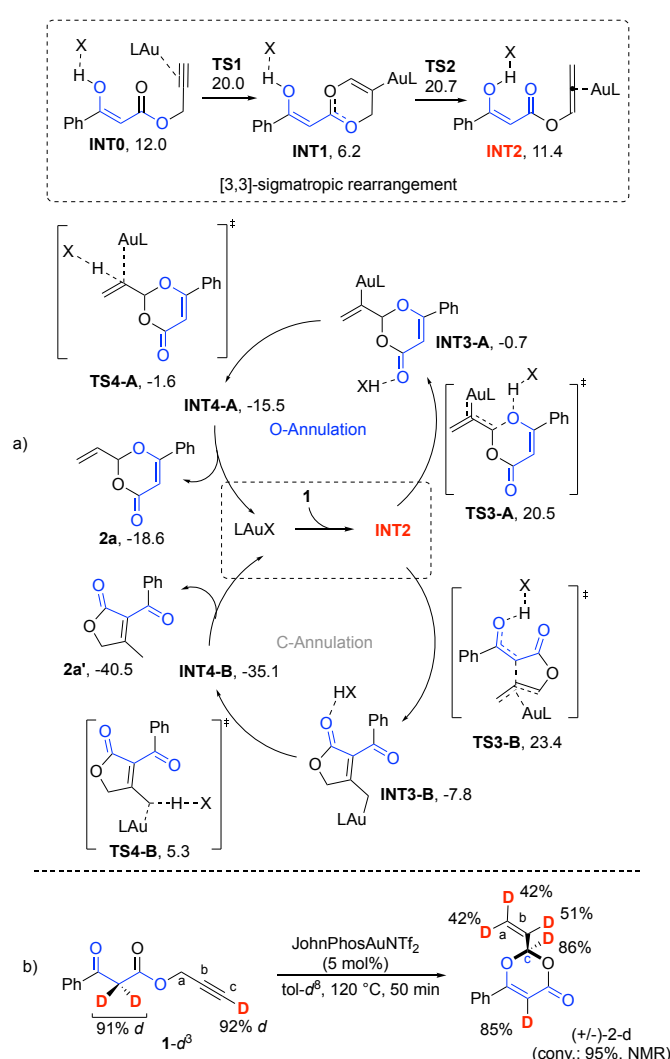 X
H
O
O
O
Ph
LAu
INT0, 12.0
TS1
20.0
X
H
O
O
O
Ph
AuL
INT1, 6.2
TS2
20.7
X
H
O
O
O
Ph
AuL
INT2, 11.4
[3,3]-sigmatropic rearrangement
X
H
AuL
O
Ph
O
O
‡
TS4-A, -1.6
AuL
O
Ph
O
O
XH
INT3-A, -0.7
INT4-A, -15.5
a)
O-Annulation
AuL
H
X
O
Ph
O
O
‡
TS3-A, 20.5
O
Ph
O
O
2a, -18.6
LAuX
1
INT2
O
Ph
O
O
2a', -40.5
INT4-B, -35.1
C-Annulation
X
H
O
O
Ph
O
AuL
‡
TS3-B, 23.4
O
Ph
O
O
H
X
LAu
‡
TS4-B, 5.3
HX
O
Ph
O
O
LAu
INT3-B, -7.8
b)
O
O
Ph
O
D D
a
b
c
D
91% d
1-d³
92% d
JohnPhosAuNTf2
(5 mol%)
tol-d⁸, 120 °C, 50 min
D 42%
42% D
a
b
D 51%
D
86%
c
O
O
Ph
O
D
85%
(+/-)-2-d
(conv.: 95%, NMR)